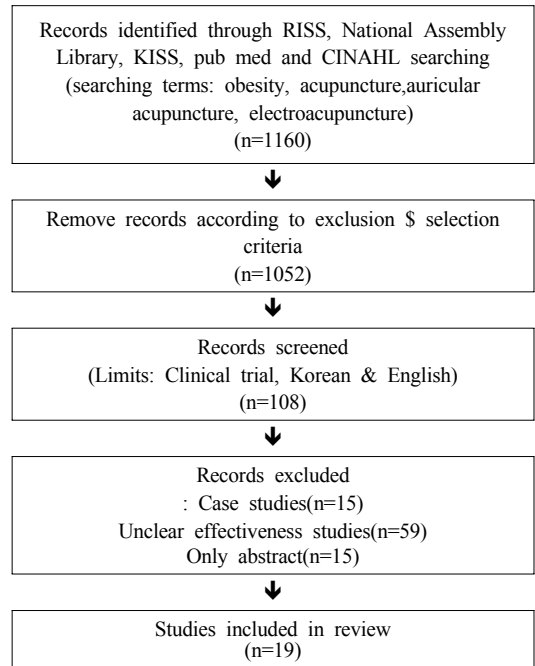 Records identified through RISS, National Assembly
Library, KISS, pub med and CINAHL searching
(searching terms: obesity, acupuncture,auricular
acupuncture, electroacupuncture)
(n=1160)
Remove records according to exclusion $ selection
criteria
(n=1052)
Records screened
(Limits: Clinical trial, Korean & English)
(n=108)
Records excluded
: Case studies(n=15)
Unclear effectiveness studies(n=59)
Only abstract(n=15)
Studies included in review
(n=19)